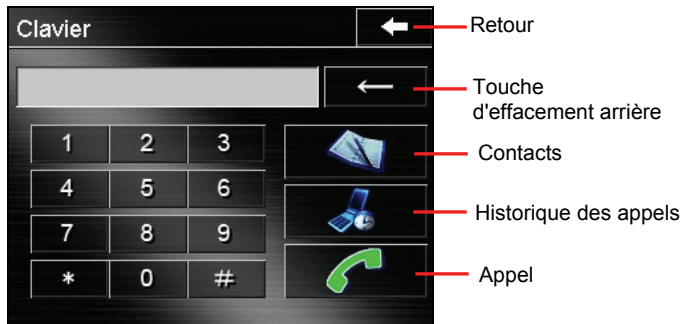 Clavier
Retour
Touche
d'effacement arrière
1 2 3
Contacts
4 5 6
Historique des appels
7 8 9
* 0 #
Appel